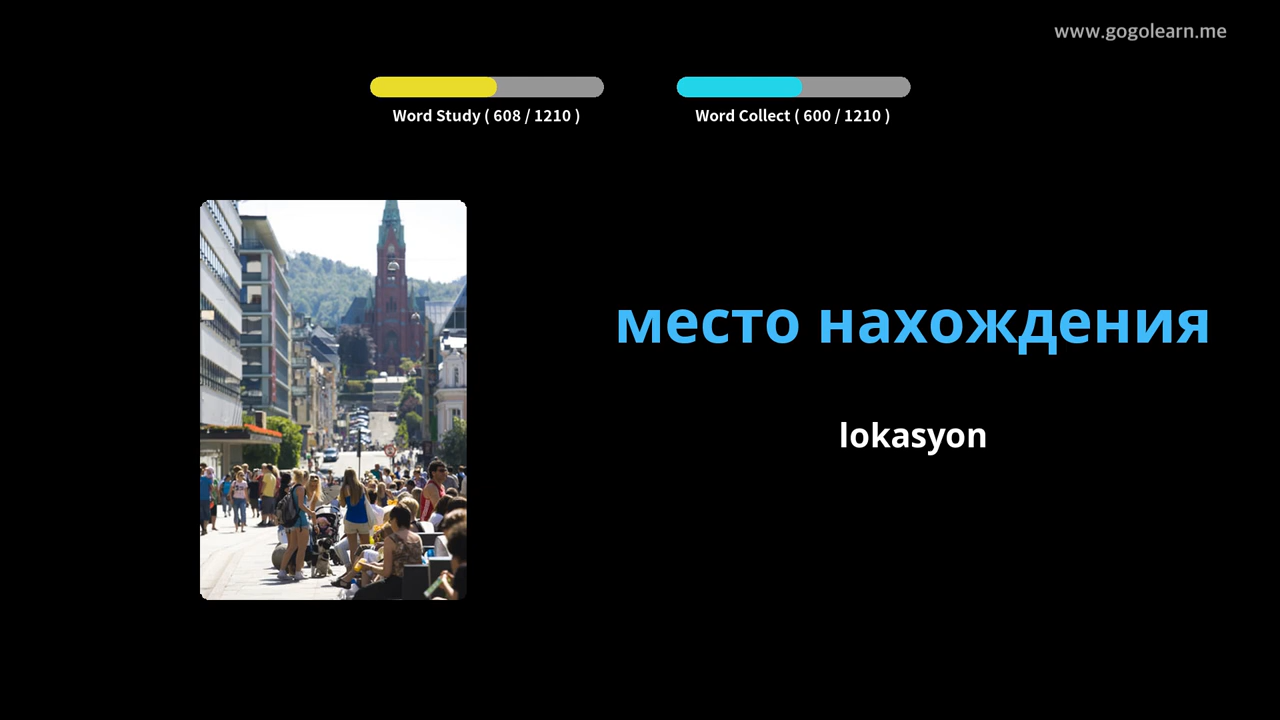 www.gogolearn.me
Word Study ( 608 / 1210 )
Word Collect ( 600 / 1210 )
место нахождения
lokasyon